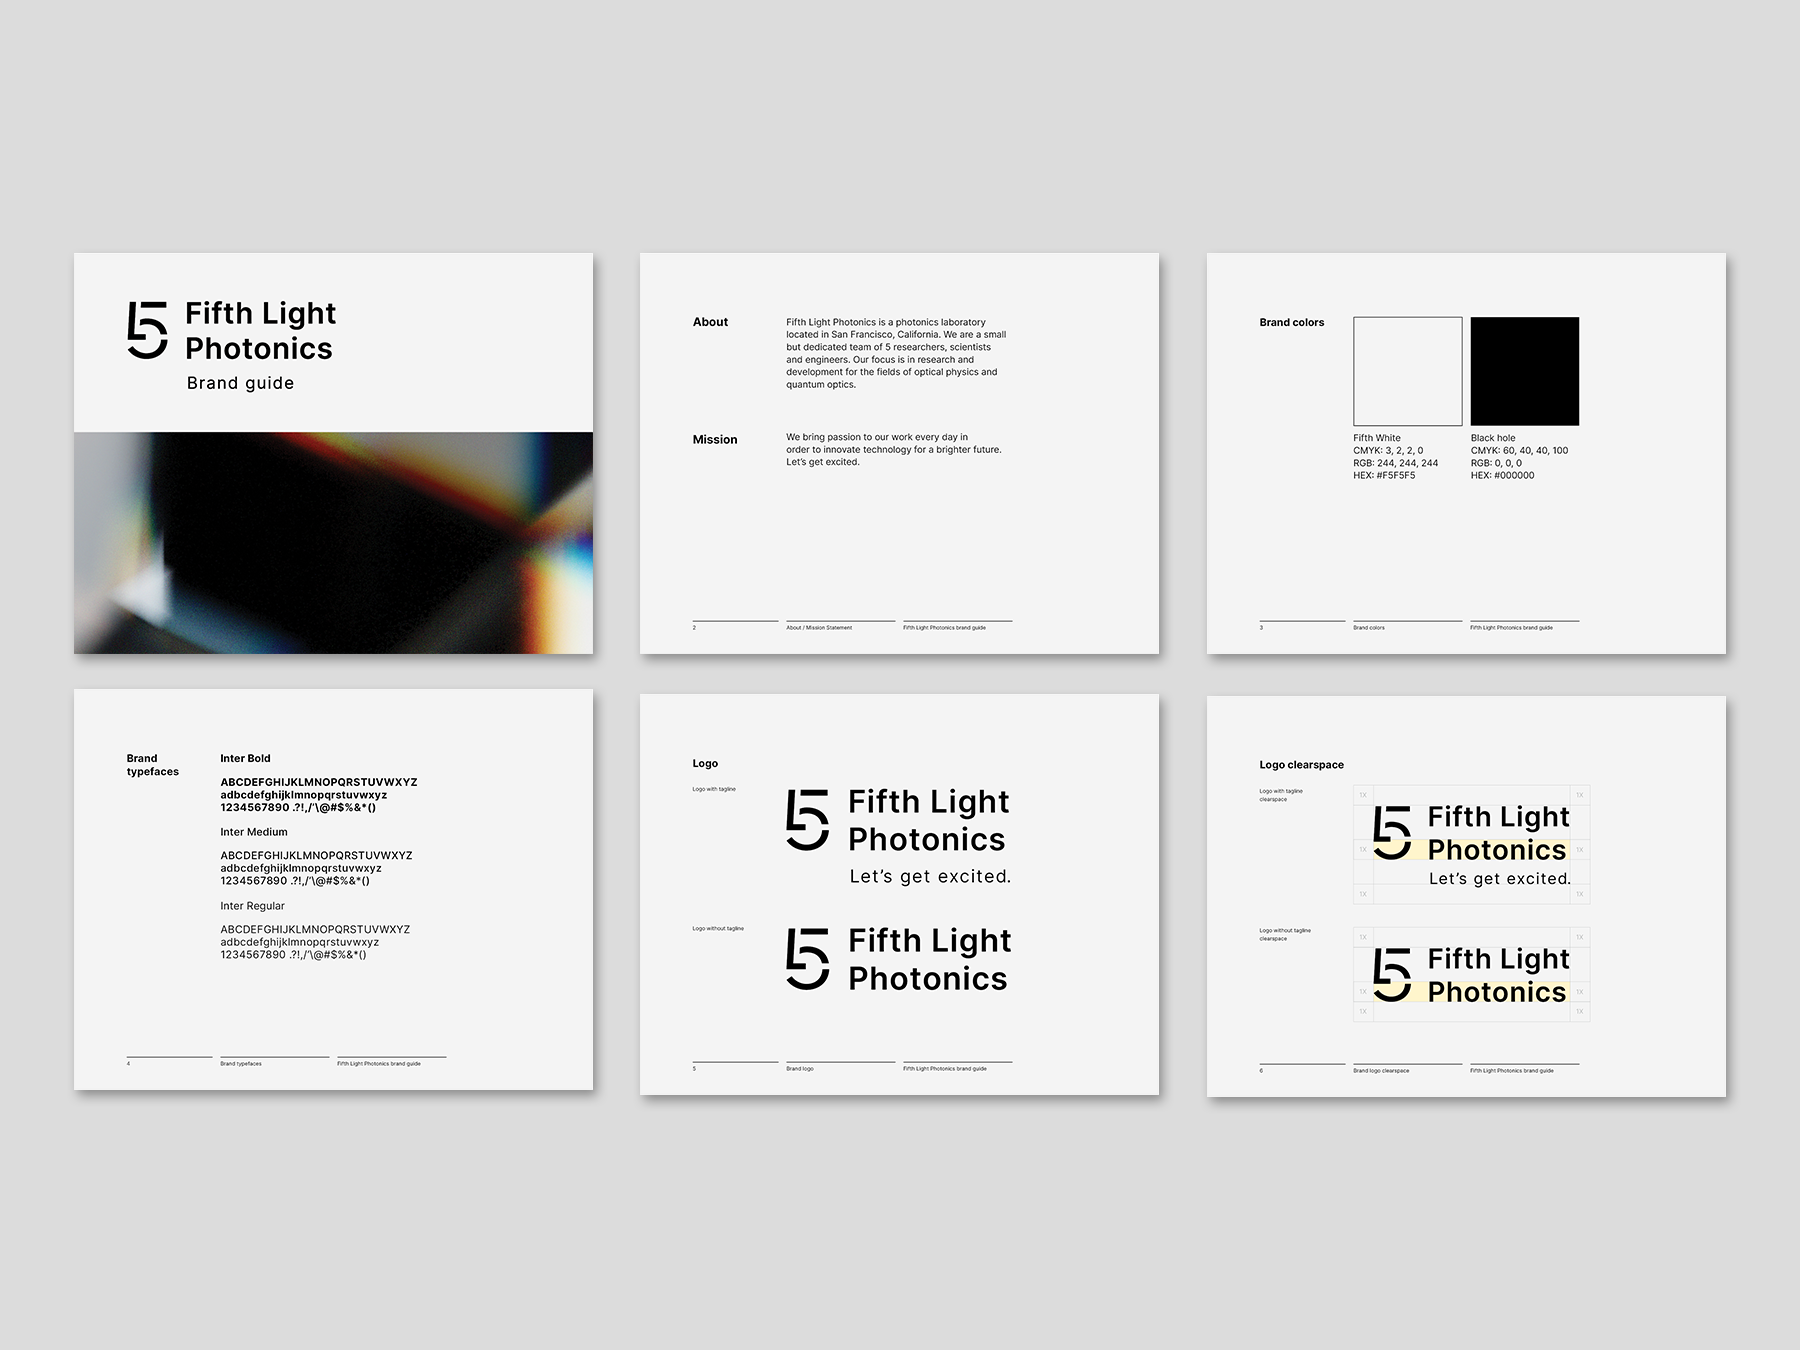 5 Fifth Light
Photonics
Brand guide
About
Fifth Light Photonics is a photonics laboratory
located in San Francisco, California. We are a small
but dedicated team of 5 researchers, scientists
and engineers. Our focus is in research and
development for the fields of optical physics and
quantum optics.
Mission
We bring passion to our work every day in
order to innovate technology for a brighter future.
Let’s get excited.
2
About / Mission Statement
Fifth Light Photonics brand guide
Brand colors
Fifth White
CMYK: 3, 2, 2, 0
RGB: 244, 244, 244
HEX: #F5F5F5
Black hole
CMYK: 60, 40, 40, 100
RGB: 0, 0, 0
HEX: #000000
3
Brand colors
Fifth Light Photonics brand guide
Brand
typefaces
Inter Bold
ABCDEFGHIJKLMNOPQRSTUVWXYZ
adbcdefghijklmnopqrstuvwxyz
1234567890 .?!,/’\@#$%&*()
Inter Medium
ABCDEFGHIJKLMNOPQRSTUVWXYZ
adbcdefghijklmnopqrstuvwxyz
1234567890 .?!,/’\@#$%&*()
Inter Regular
ABCDEFGHIJKLMNOPQRSTUVWXYZ
adbcdefghijklmnopqrstuvwxyz
1234567890 .?!,/’\@#$%&*()
4
Brand typefaces
Fifth Light Photonics brand guide
Logo
Logo with tagline
5 Fifth Light
Photonics
Let’s get excited.
Logo without tagline
5 Fifth Light
Photonics
5
Brand logo
Fifth Light Photonics brand guide
Logo clearspace
Logo with tagline
clearspace
1X
1X
5 Fifth Light
1X
Photonics
1X
Let’s get excited.
1X
1X
Logo without tagline
clearspace
1X
1X
5 Fifth Light
1X
Photonics
1X
1X
1X
6
Brand logo clearspace
Fifth Light Photonics brand guide